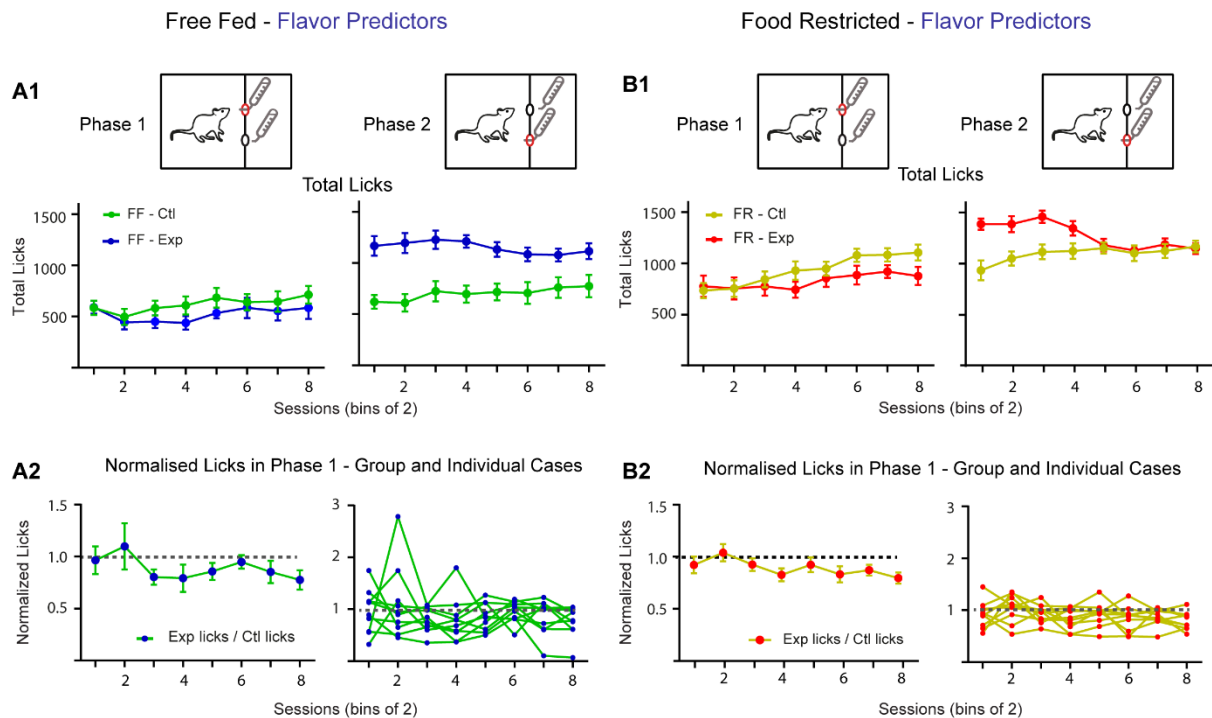 Free Fed - Flavor Predictors
Food Restricted - Flavor Predictors
A1
Phase 1
Phase 2
Total Licks
Total Licks
1500
1000
500
FF - Ctl
FF - Exp
2
4
6
8
2
4
6
8
Sessions (bins of 2)
B1
Phase 1
Phase 2
Total Licks
Total Licks
1500
1000
500
FR - Ctl
FR - Exp
2
4
6
8
2
4
6
8
Sessions (bins of 2)
A2
Normalised Licks in Phase 1 - Group and Individual Cases
Normalized Licks
1.5
1.0
0.5
Exp licks / Ctl licks
2
4
6
8
3
2
1
2
4
6
8
Sessions (bins of 2)
B2
Normalised Licks in Phase 1 - Group and Individual Cases
Normalized Licks
1.5
1.0
0.5
Exp licks / Ctl licks
2
4
6
8
3
2
1
2
4
6
8
Sessions (bins of 2)